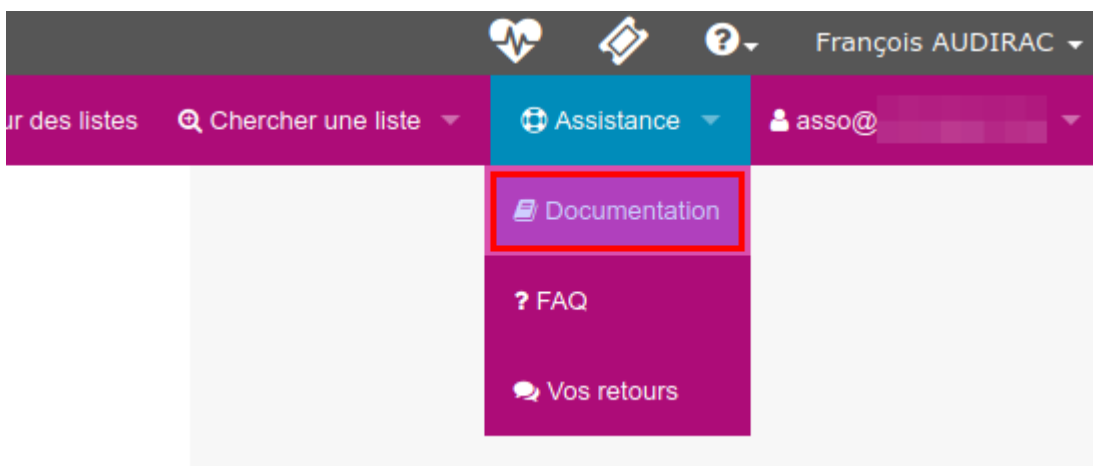 François AUDIRAC
des listes Chercher une liste Assistance asso@
Documentation
? FAQ
Vos retours